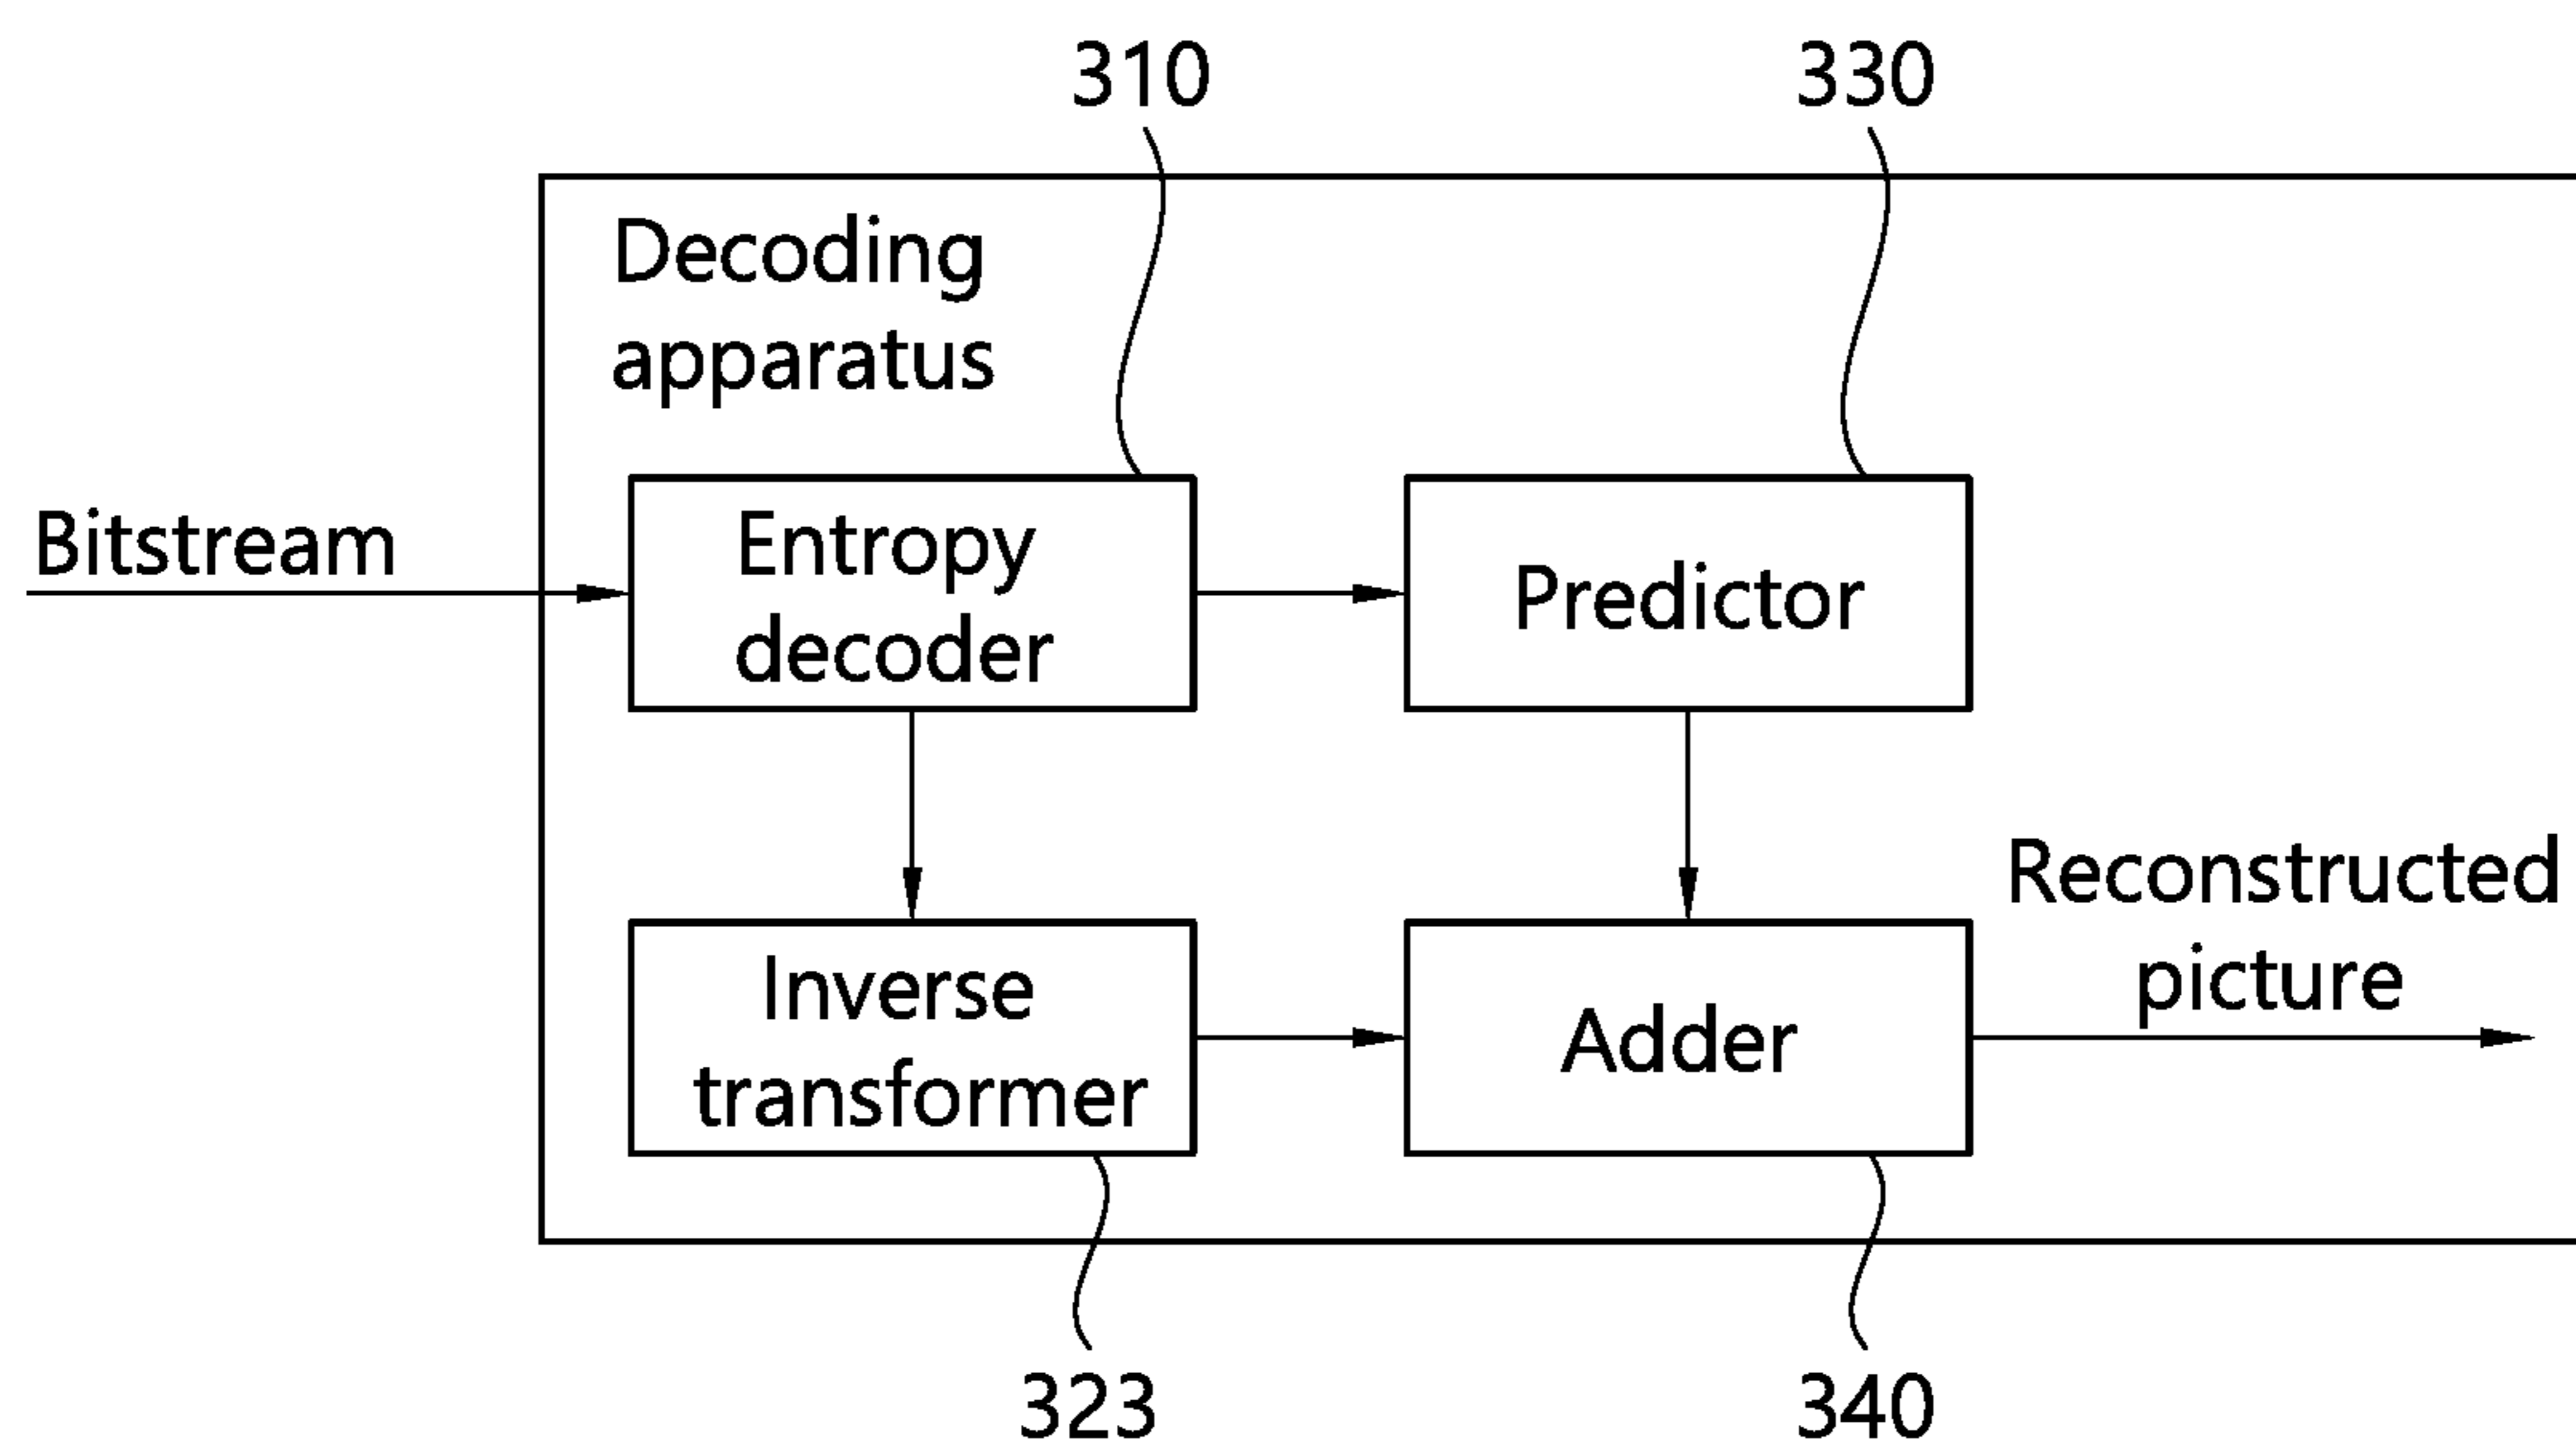 310
330
Decoding
apparatus
Bitstream
Entropy
decoder
Predictor
Inverse
transformer
Adder
Reconstructed
picture
323
340